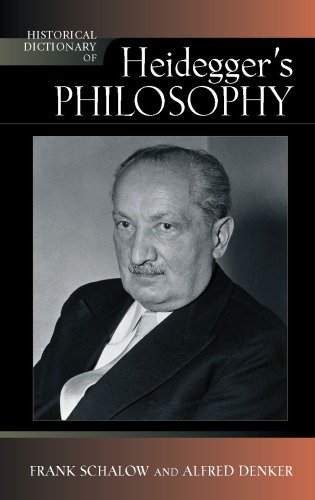 HISTORICAL
DICTIONARY
OF
Heidegger's
PHILOSOPHY
FRANK SCHALOW AND ALFRED DENKER